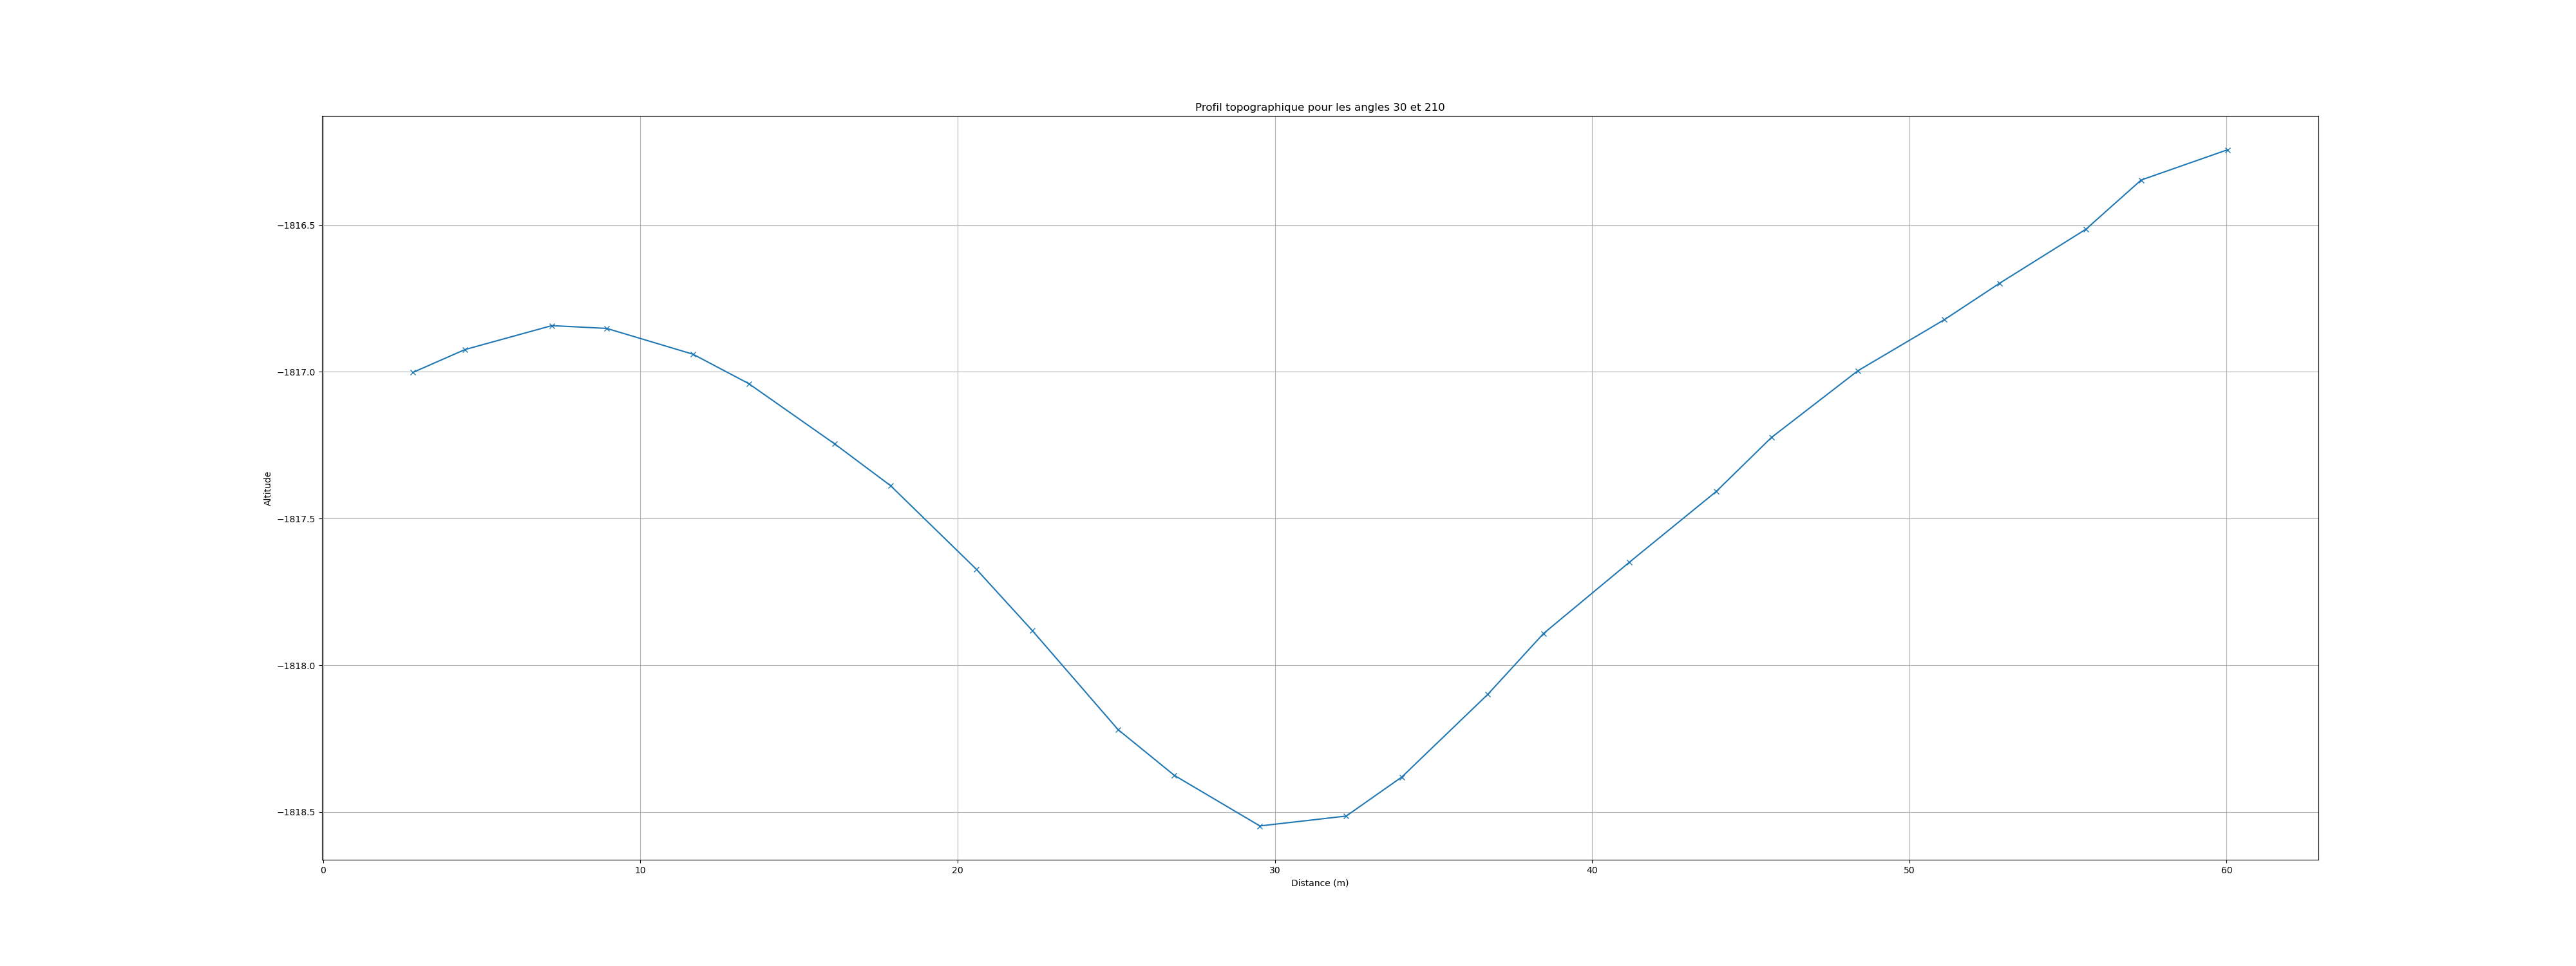 Profil topographique pour les angles 30 et 210
−1816.5
−1817.0
−1817.5
−1818.0
−1818.5
Altitude
0 10 20 30 40 50 60
Distance (m)